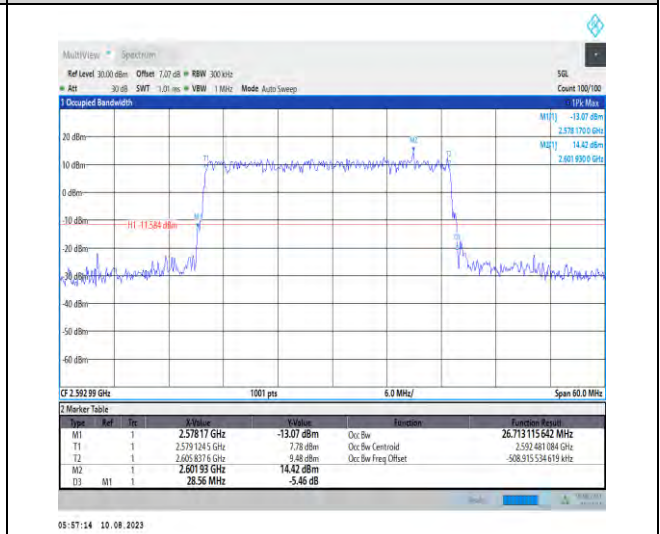 MultiView Spectrum
Ref Level 30.00 dBm Offset 7.07 dB RBW 300 kHz SGL
Att 30 dB SWT 1.01 ms VBW 1 MHz Mode Auto Sweep Count 100/100
1 Occupied Bandwidth 1Pk Max
M1[1] -13.07 dBm
2.578 170 0 GHz
M2[1] 14.42 dBm
2.601 930 0 GHz
20 dBm
M2
T1 T2
10 dBm
0 dBm
-10 dBm
M1
H1 -11.584 dBm
-20 dBm
D3
-30 dBm
-40 dBm
-50 dBm
-60 dBm
CF 2.592 99 GHz 1001 pts 6.0 MHz/ Span 60.0 MHz
2 Marker Table
Type Ref Trc X-Value Y-Value Function Function Result
M1 1 2.57817 GHz -13.07 dBm Occ Bw 26.713 115 642 MHz
T1 1 2.579 124 5 GHz 7.78 dBm Occ Bw Centroid 2.592 481 084 GHz
T2 1 2.605 837 6 GHz 9.48 dBm Occ Bw Freq Offset -508.915 534 619 kHz
M2 1 2.601 93 GHz 14.42 dBm
D3 M1 1 28.56 MHz -5.46 dB
05:57:14 10.08.2023